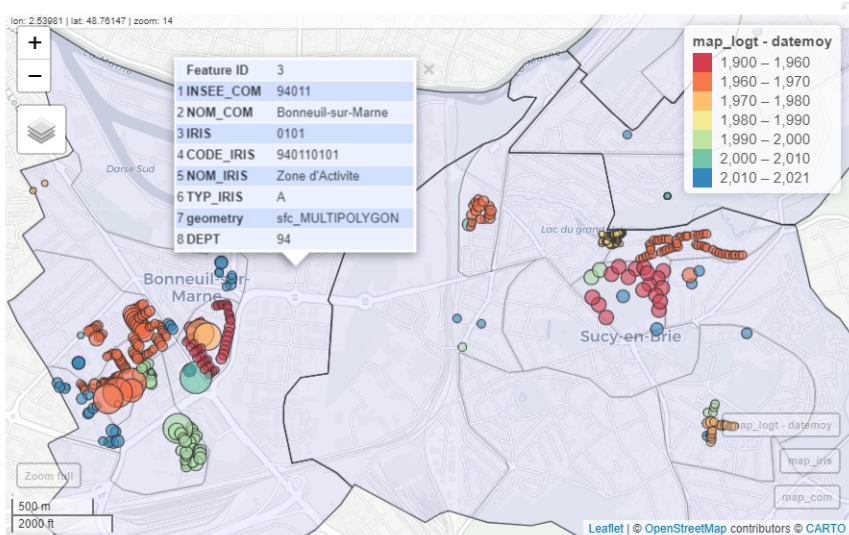 lon: 2.53981 | lat: 48.76147 | zoom: 14
+
−
La Marne
La Marne
Feature ID 3
1 INSEE_COM 94011
2 NOM_COM Bonneuil-sur-Marne
3 IRIS 0101
4 CODE_IRIS 940110101
5 NOM_IRIS Zone d'Activite
6 TYP_IRIS A
7 geometry sfc_MULTIPOLYGON
8 DEPT 94
×
map_logt - datemoy
1,900 – 1,960
1,960 – 1,970
1,970 – 1,980
1,980 – 1,990
1,990 – 2,000
2,000 – 2,010
2,010 – 2,021
Darse Sud
Lac du grand
Bonneuil-sur-
Marne
Sucy-en-Brie
map_logt - datemoy
map_iris
map_com
Zoom full
500 m
2000 ft
Leaflet | © OpenStreetMap contributors © CARTO